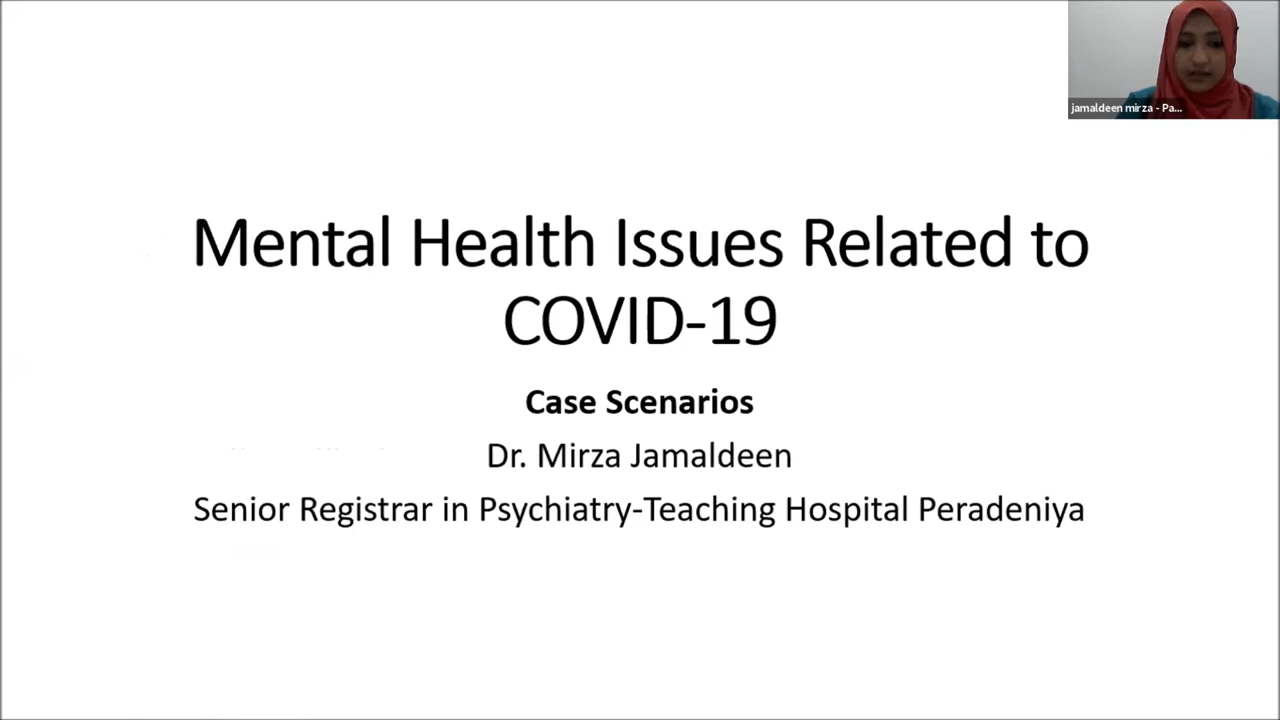 jamaldeen mirza - Pa...
Mental Health Issues Related to
COVID-19
Case Scenarios
Dr. Mirza Jamaldeen
Senior Registrar in Psychiatry-Teaching Hospital Peradeniya